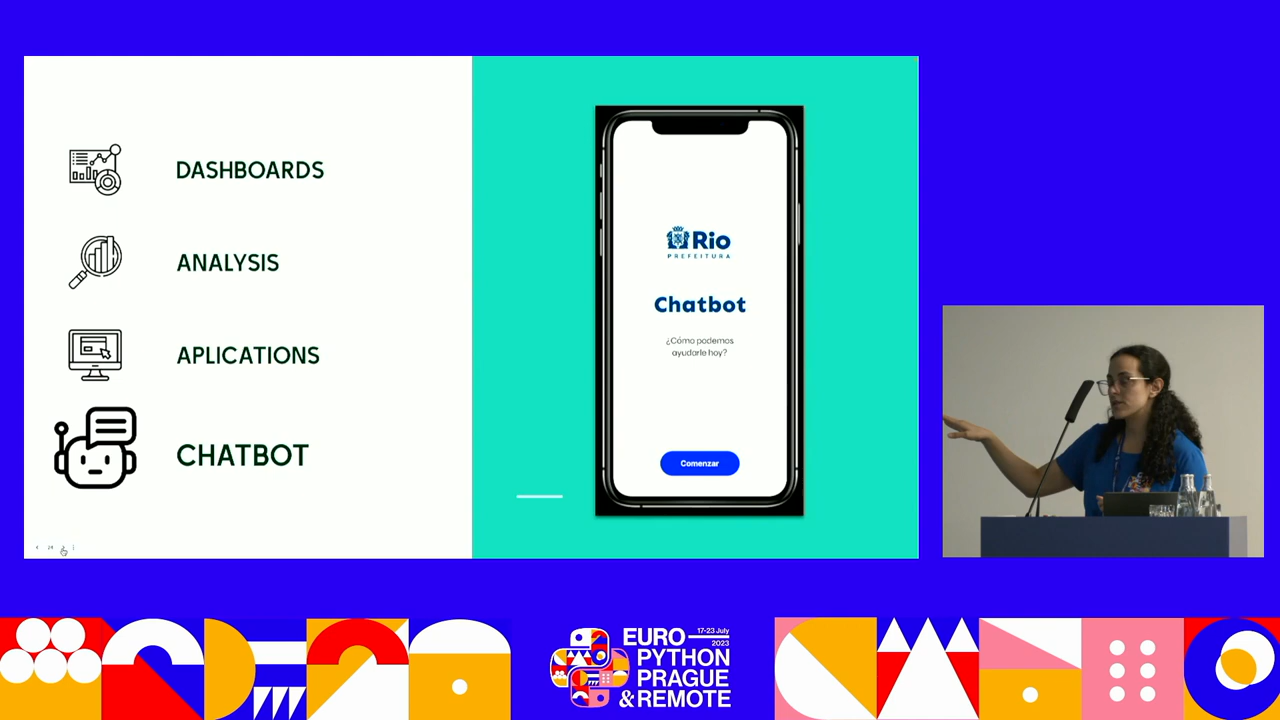 DASHBOARDS
ANALYSIS
APLICATIONS
CHATBOT
Rio
PREFEITURA
Chatbot
¿Cómo podemos
ayudarle hoy?
Comenzar
EURO 17-23 July
2023
PYTHON
PRAGUE
& REMOTE